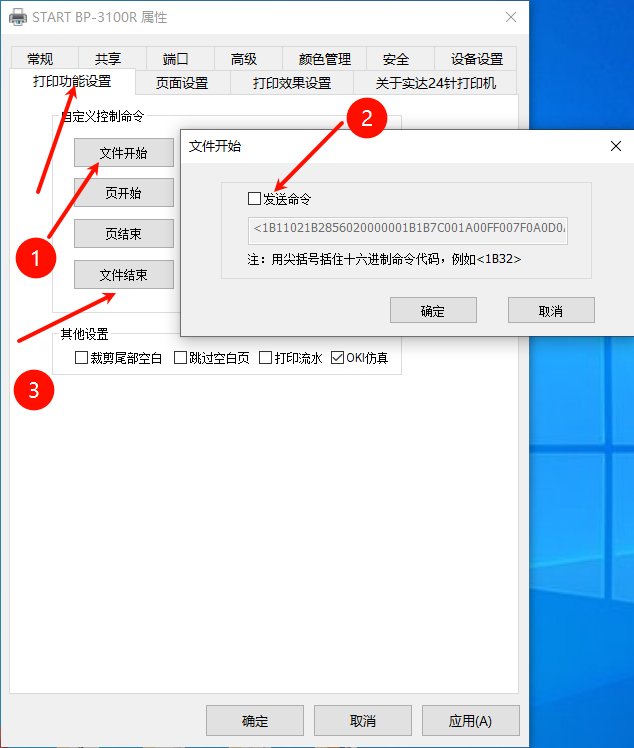 START BP-3100R 属性
常规 共享 端口 高级 颜色管理 安全 设备设置
打印功能设置 页面设置 打印效果设置 关于实达24针打印机
自定义控制命令
文件开始
页开始
页结束
文件结束
1
2
3
文件开始
发送命令
<1B11021B2856020000001B1B7C001A00FF007F0A0D0A
注：用尖括号括住十六进制命令代码，例如<1B32>
确定 取消
其他设置
裁剪尾部空白 跳过空白页 打印流水 OKI仿真
确定 取消 应用(A)